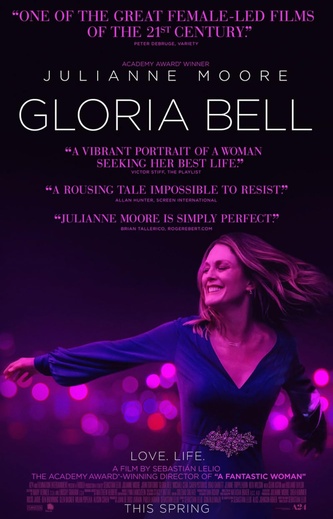 “ONE OF THE GREAT FEMALE-LED FILMS
OF THE 21ST CENTURY.”
PETER DEBRUGE, VARIETY
ACADEMY AWARD® WINNER
JULIANNE MOORE
GLORIA BELL
“A VIBRANT PORTRAIT OF A WOMAN
SEEKING HER BEST LIFE.”
VICTOR STIFF, THE PLAYLIST
“A ROUSING TALE IMPOSSIBLE TO RESIST.”
ALLAN HUNTER, SCREEN INTERNATIONAL
“JULIANNE MOORE IS SIMPLY PERFECT.”
BRIAN TALLERICO, ROGEREBERT.COM
LOVE. LIFE.
A FILM BY SEBASTIÁN LELIO
THE ACADEMY AWARD®-WINNING DIRECTOR OF “A FANTASTIC WOMAN”
THIS SPRING
A24